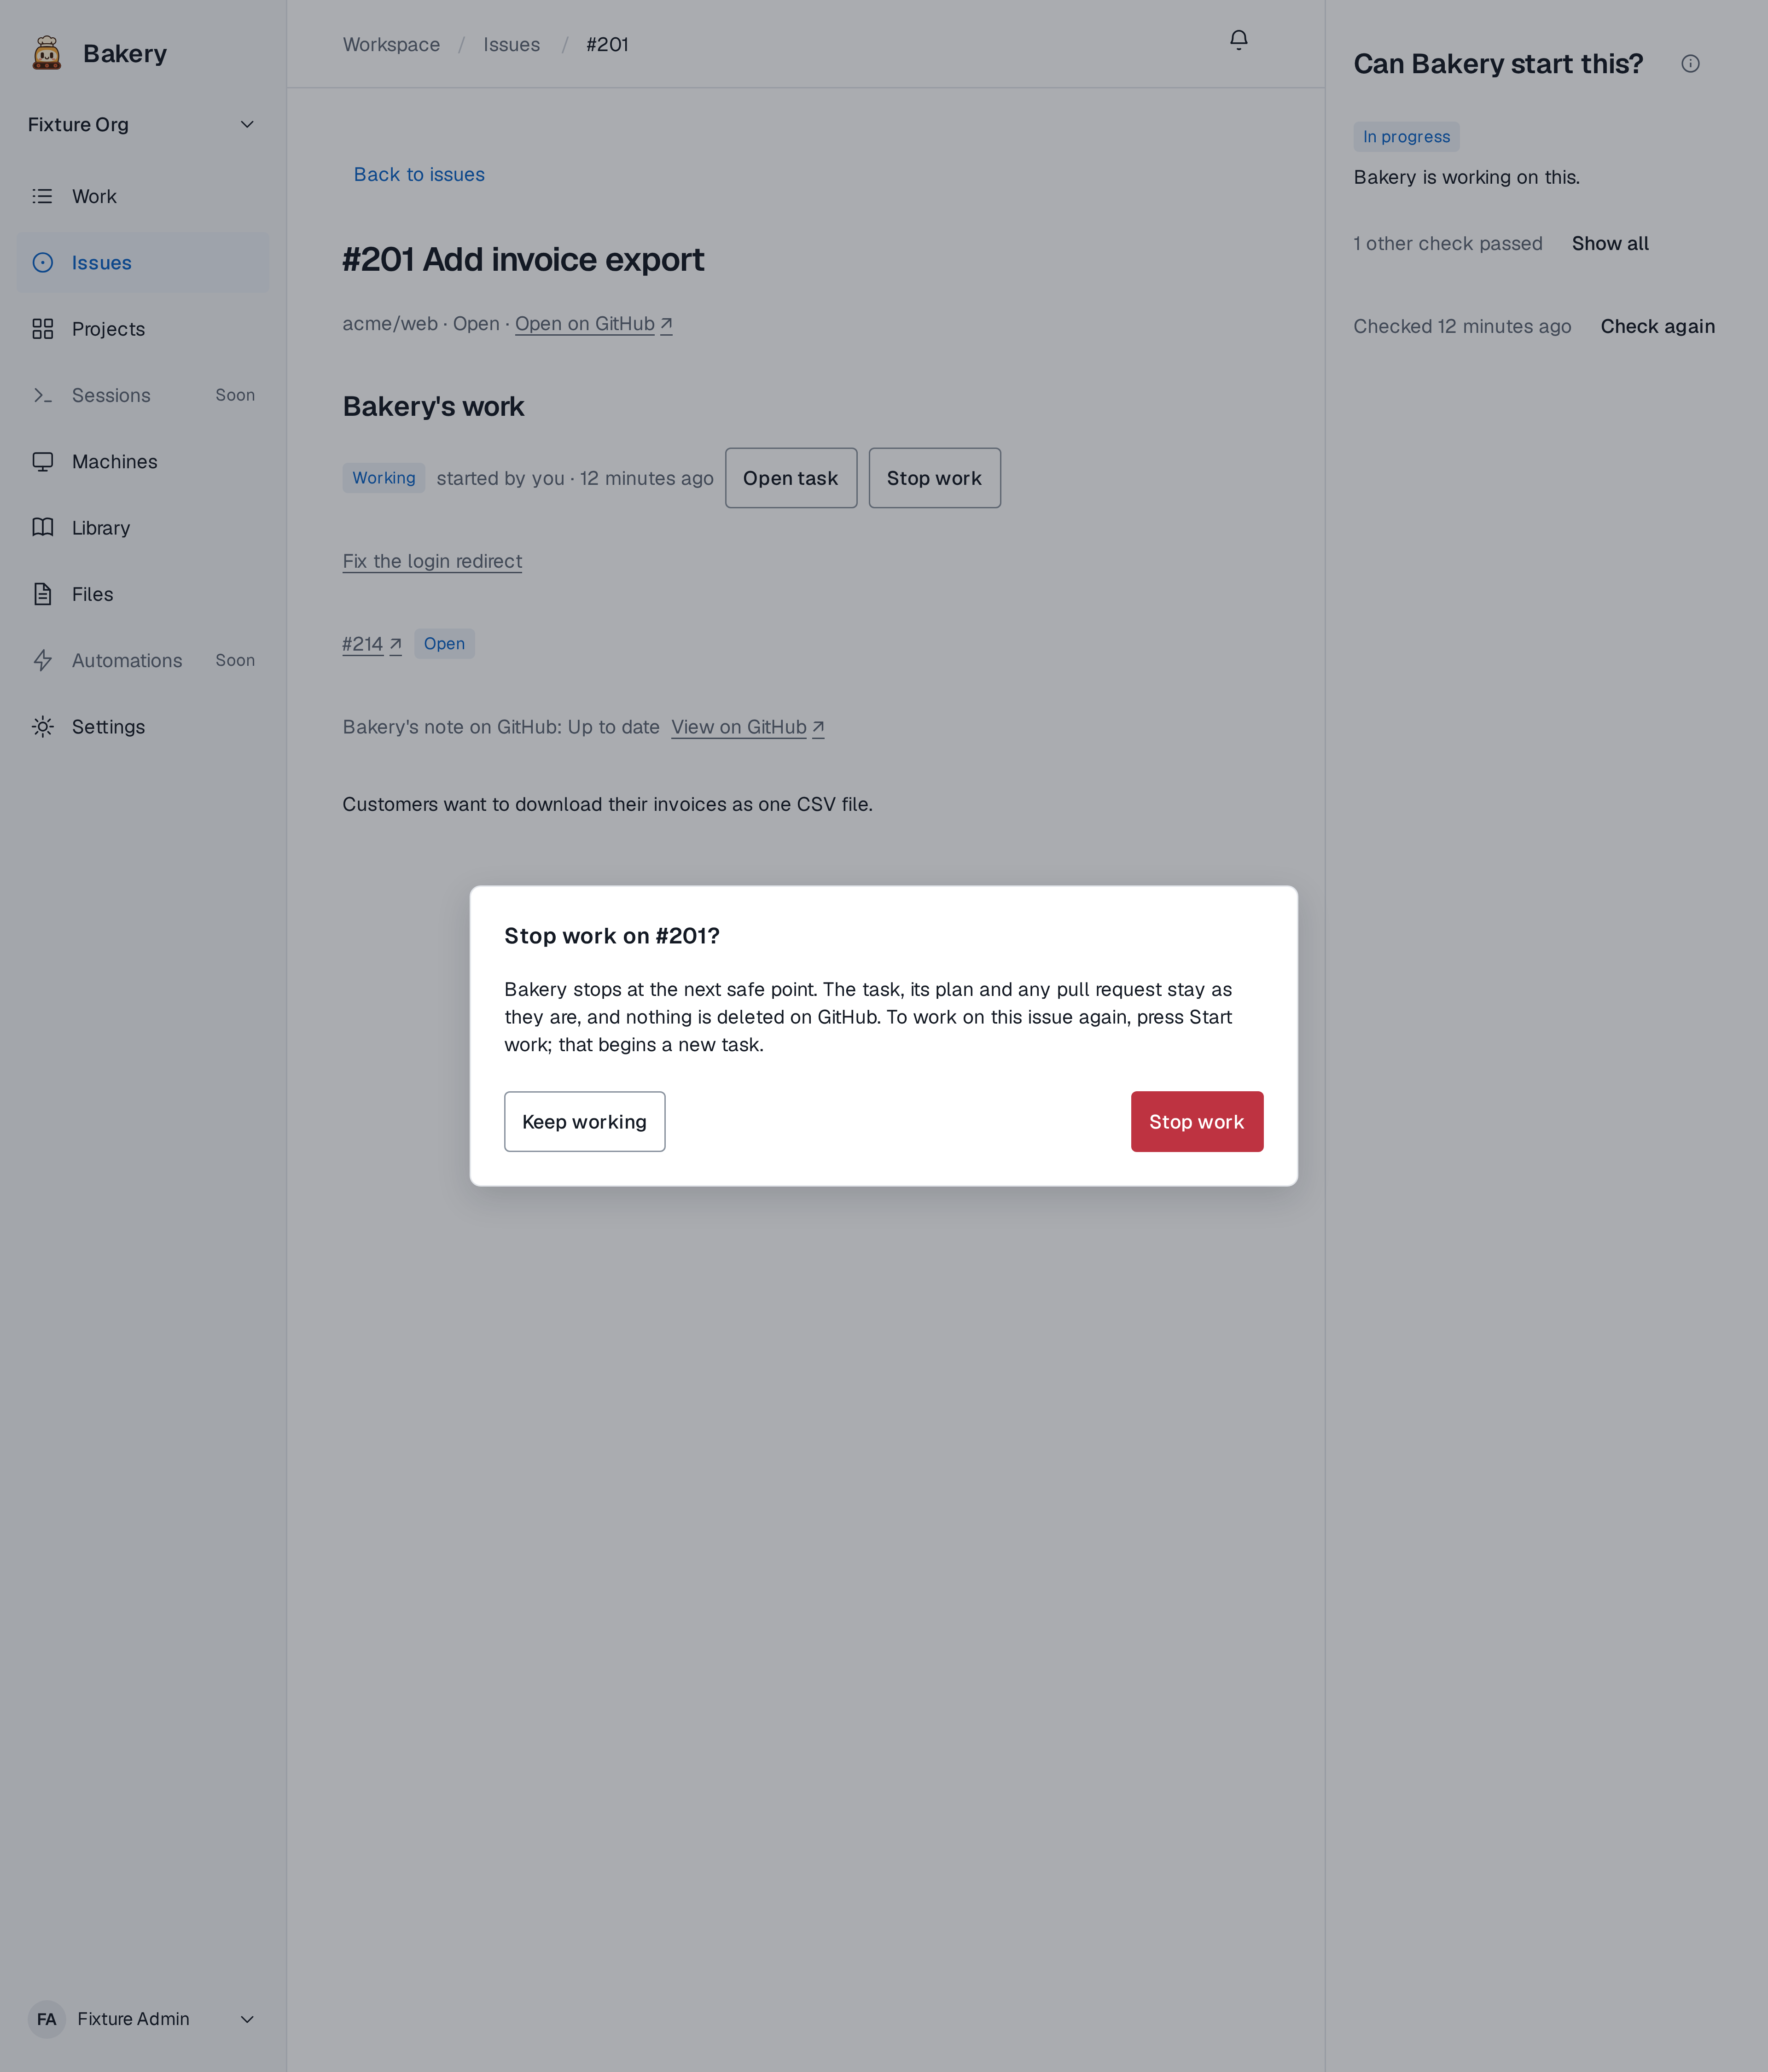 Bakery
Fixture Org
Work
Issues
Projects
Sessions Soon
Machines
Library
Files
Automations Soon
Settings
FA Fixture Admin
Workspace / Issues / #201
Back to issues
#201 Add invoice export
acme/web · Open · Open on GitHub ↗
Bakery's work
Working started by you · 12 minutes ago Open task Stop work
Fix the login redirect
#214 ↗ Open
Bakery's note on GitHub: Up to date View on GitHub ↗
Customers want to download their invoices as one CSV file.
Stop work on #201?
Bakery stops at the next safe point. The task, its plan and any pull request stay as
they are, and nothing is deleted on GitHub. To work on this issue again, press Start
work; that begins a new task.
Keep working Stop work
Can Bakery start this?
In progress
Bakery is working on this.
1 other check passed Show all
Checked 12 minutes ago Check again